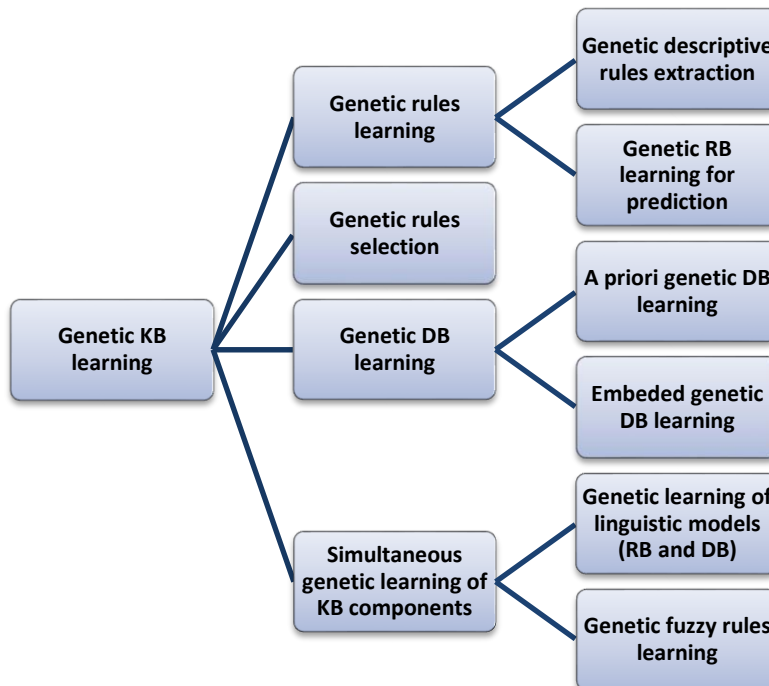 Genetic descriptive
rules extraction
Genetic rules
learning
Genetic RB
learning for
prediction
Genetic rules
selection
A priori genetic DB
learning
Genetic KB
learning
Genetic DB
learning
Embeded genetic
DB learning
Genetic learning of
linguistic models
(RB and DB)
Simultaneous
genetic learning of
KB components
Genetic fuzzy rules
learning